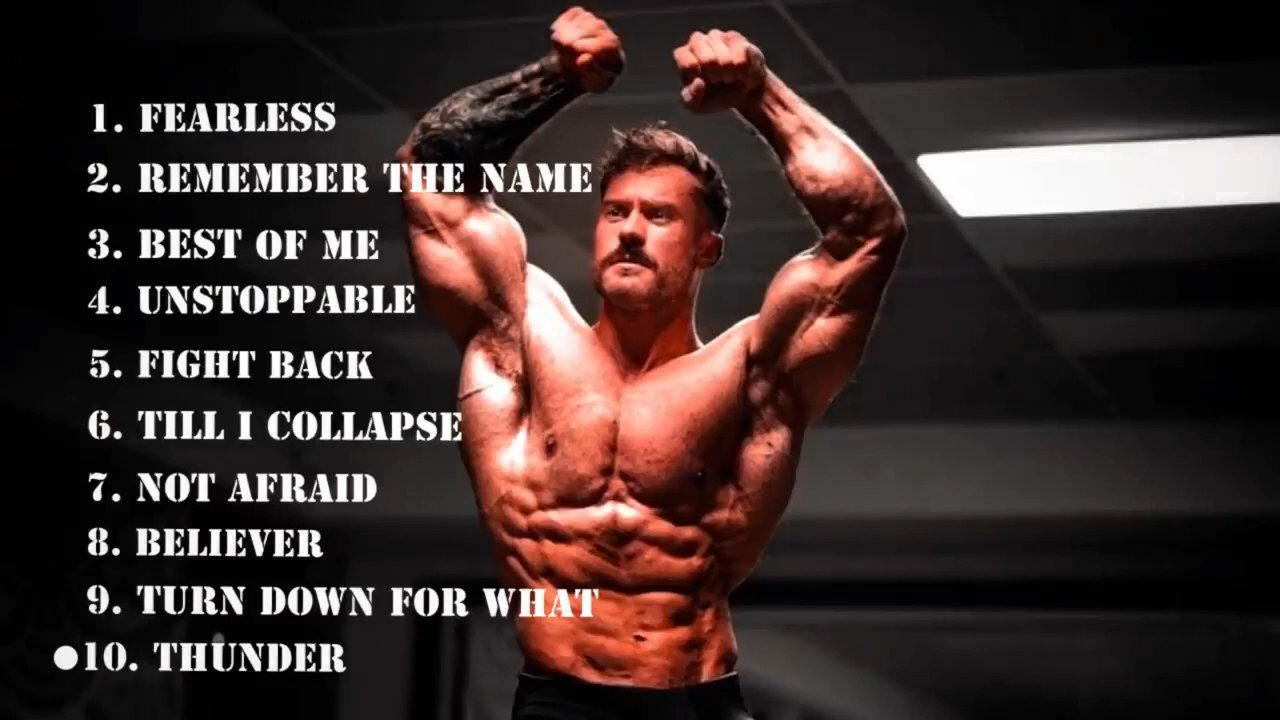 1. FEARLESS
2. REMEMBER THE NAME
3. BEST OF ME
4. UNSTOPPABLE
5. FIGHT BACK
6. TILL I COLLAPSE
7. NOT AFRAID
8. BELIEVER
9. TURN DOWN FOR WHAT
10. THUNDER